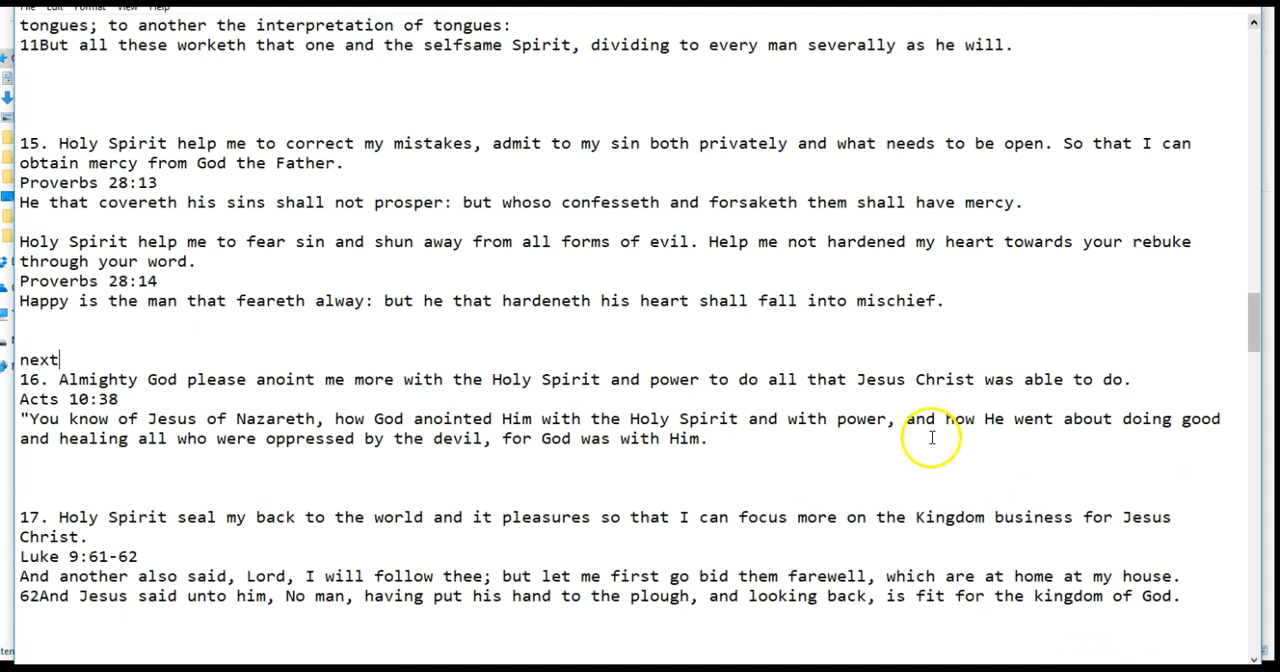 File Edit Format View Help
tongues; to another the interpretation of tongues:
11But all these worketh that one and the selfsame Spirit, dividing to every man severally as he will.
15. Holy Spirit help me to correct my mistakes, admit to my sin both privately and what needs to be open. So that I can
obtain mercy from God the Father.
Proverbs 28:13
He that covereth his sins shall not prosper: but whoso confesseth and forsaketh them shall have mercy.
Holy Spirit help me to fear sin and shun away from all forms of evil. Help me not hardened my heart towards your rebuke
through your word.
Proverbs 28:14
Happy is the man that feareth alway: but he that hardeneth his heart shall fall into mischief.
next
16. Almighty God please anoint me more with the Holy Spirit and power to do all that Jesus Christ was able to do.
Acts 10:38
"You know of Jesus of Nazareth, how God anointed Him with the Holy Spirit and with power, and how He went about doing good
and healing all who were oppressed by the devil, for God was with Him.
17. Holy Spirit seal my back to the world and it pleasures so that I can focus more on the Kingdom business for Jesus
Christ.
Luke 9:61-62
And another also said, Lord, I will follow thee; but let me first go bid them farewell, which are at home at my house.
62And Jesus said unto him, No man, having put his hand to the plough, and looking back, is fit for the kingdom of God.